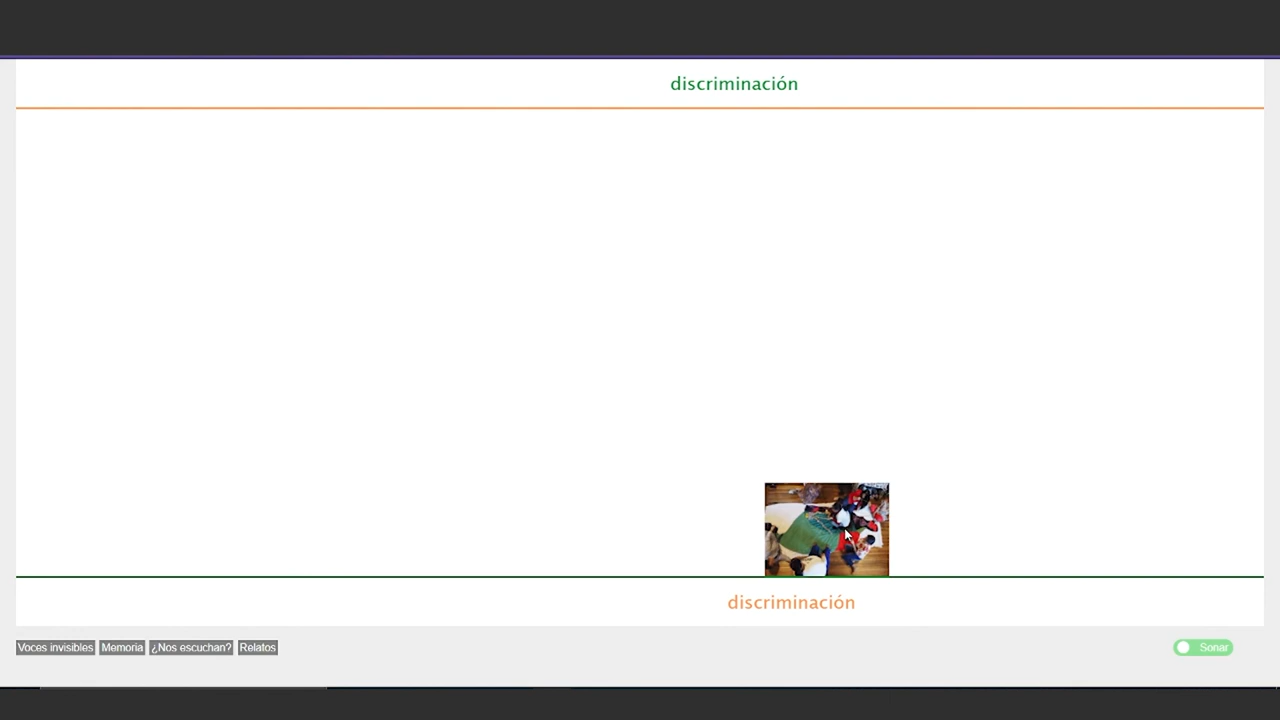 discriminación
discriminación
Voces invisibles Memoria ¿Nos escuchan? Relatos Sonar